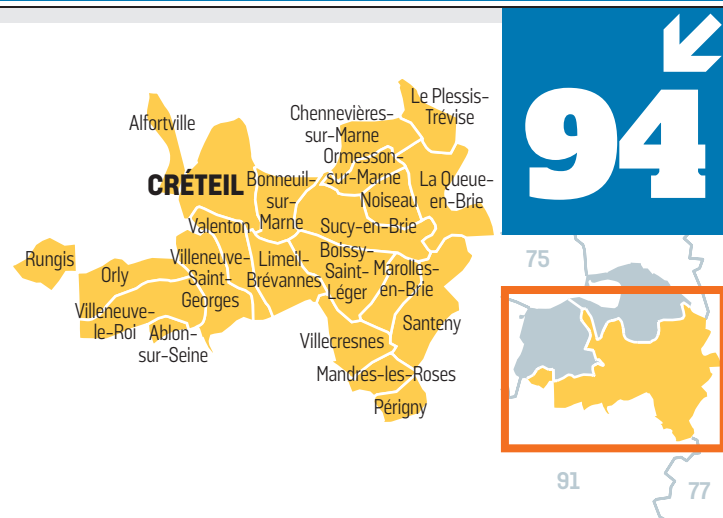 94
Le Plessis-
Trévise
Alfortville
Chennevières-
sur-Marne
Ormesson-
sur-Marne
CRÉTEIL
Bonneuil-
sur-
Marne
La Queue-
en-Brie
Noiseau
Valenton
Sucy-en-Brie
Rungis
Orly
Villeneuve-
Saint-
Georges
Limeil-
Brévannes
Boissy-
Saint-
Léger
Marolles-
en-Brie
Villeneuve-
le-Roi
Ablon-
sur-Seine
Santeny
Villecresnes
Mandres-les-Roses
Périgny
75
91
77